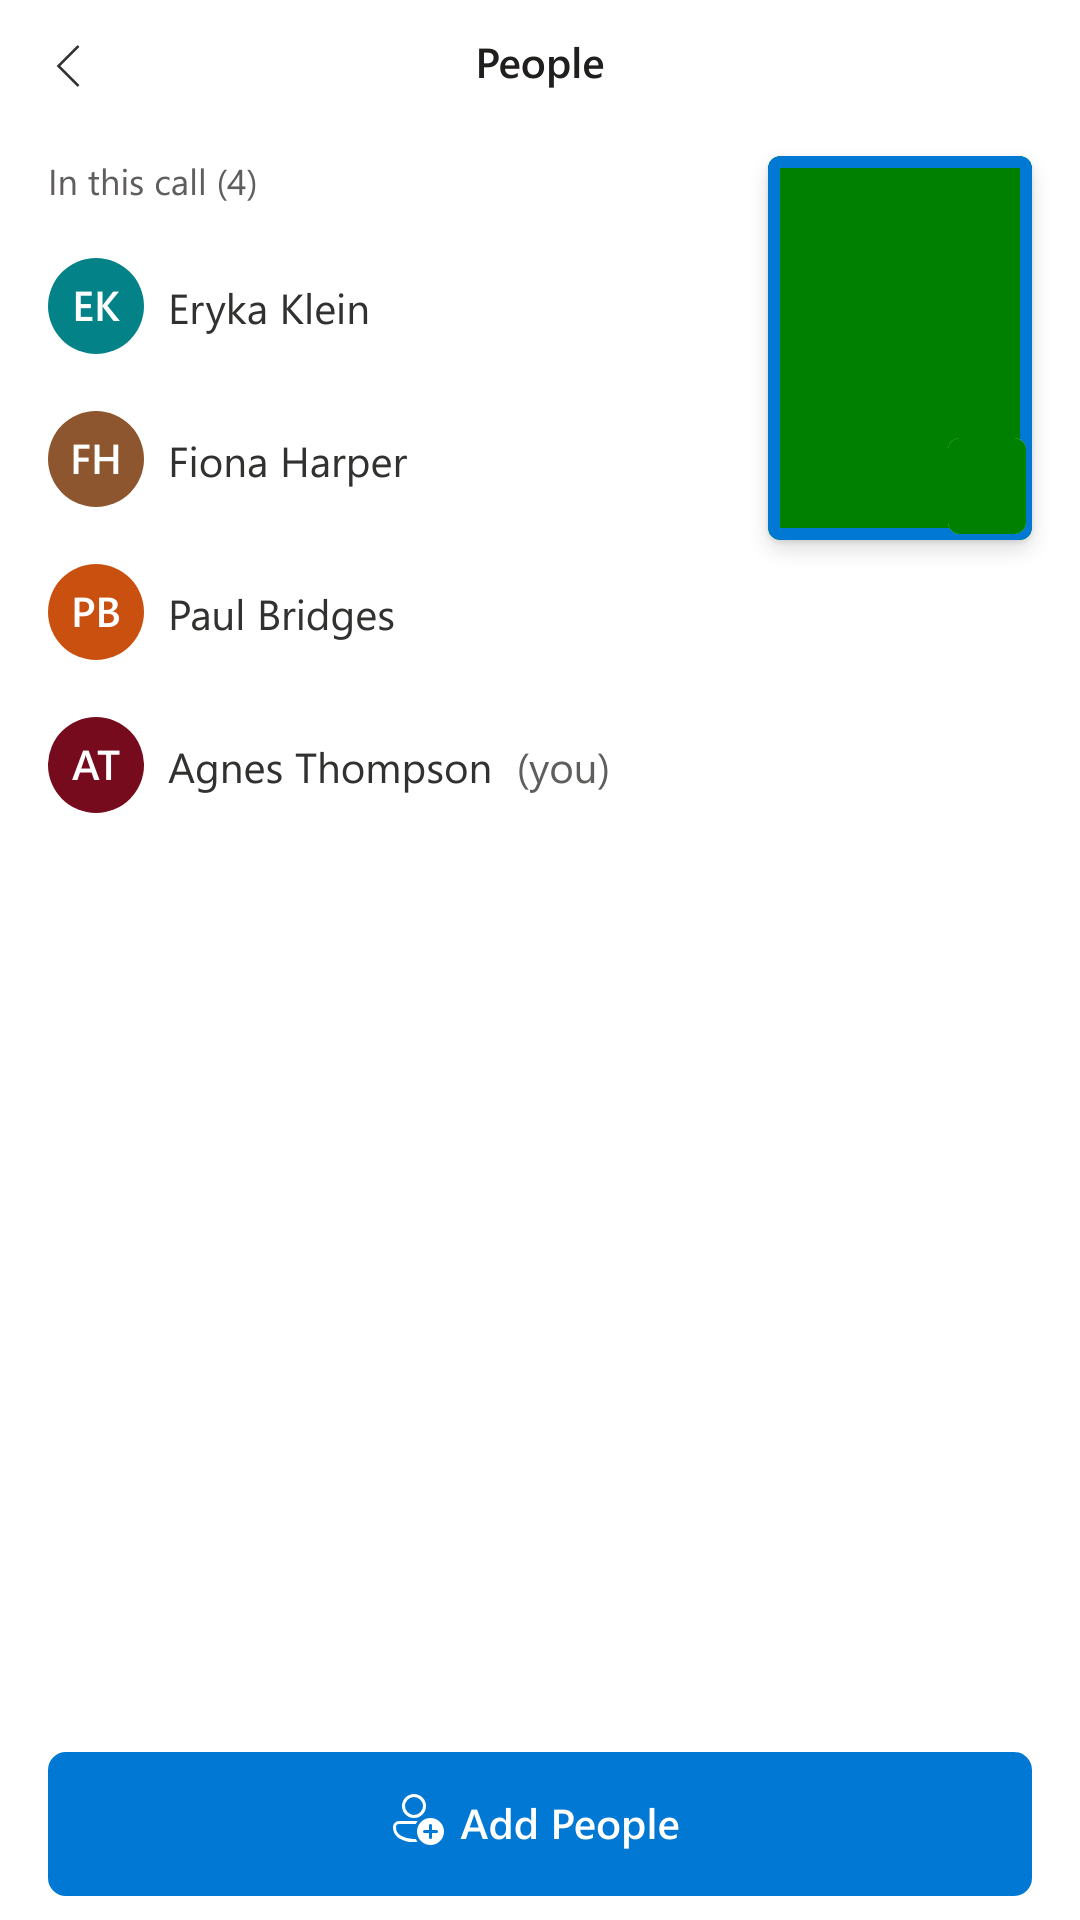 People
In this call (4)
EK Eryka Klein
FH Fiona Harper
PB Paul Bridges
AT Agnes Thompson (you)
Add People